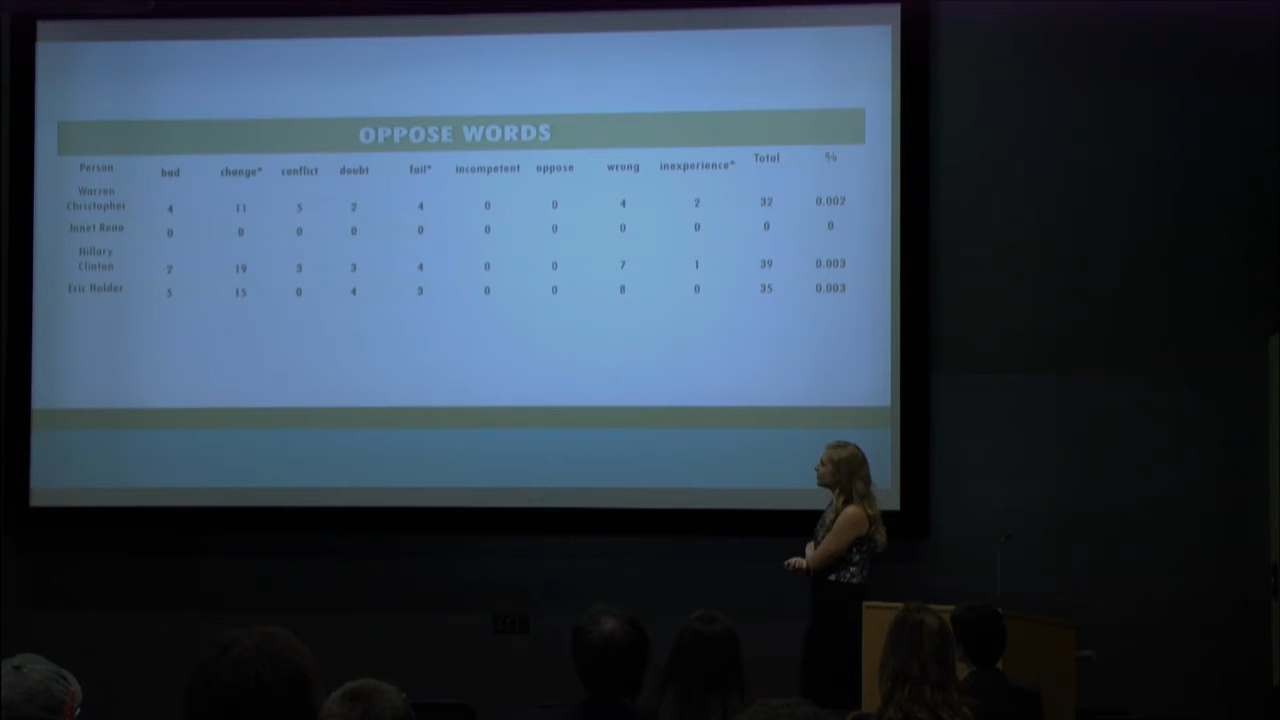 OPPOSE WORDS
Person bad change* conflict doubt fail* incompetent oppose wrong inexperience* Total %
Warren
Christopher 4 11 5 2 4 0 0 4 2 32 0.002
Janet Reno 0 0 0 0 0 0 0 0 0 0 0
Hillary
Clinton 2 19 3 3 4 0 0 7 1 39 0.003
Eric Holder 5 15 0 4 3 0 0 8 0 35 0.003